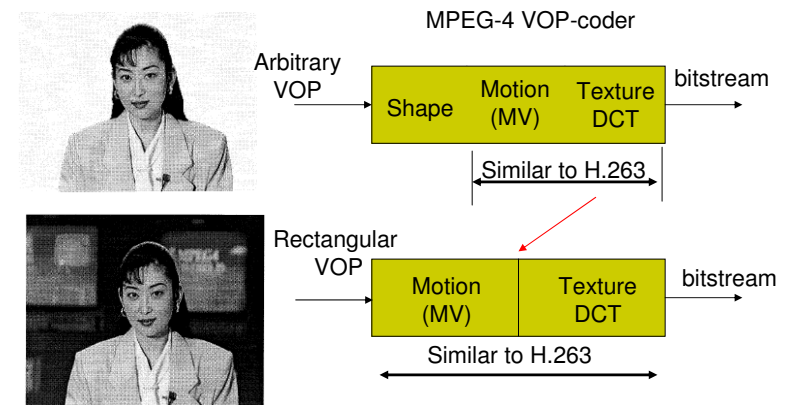 MPEG-4 VOP-coder
Arbitrary
VOP
Shape
Motion
(MV)
Texture
DCT
bitstream
Similar to H.263
Rectangular
VOP
Motion
(MV)
Texture
DCT
bitstream
Similar to H.263